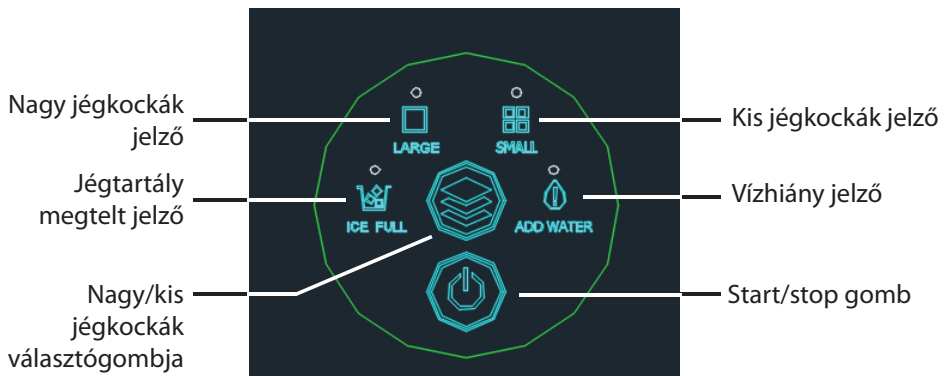 Nagy jégkockák
jelző
Jégtartály
megtelt jelző
Nagy/kis
jégkockák
választógombja
LARGE
SMALL
ICE FULL
ADD WATER
Kis jégkockák jelző
Vízhiány jelző
Start/stop gomb